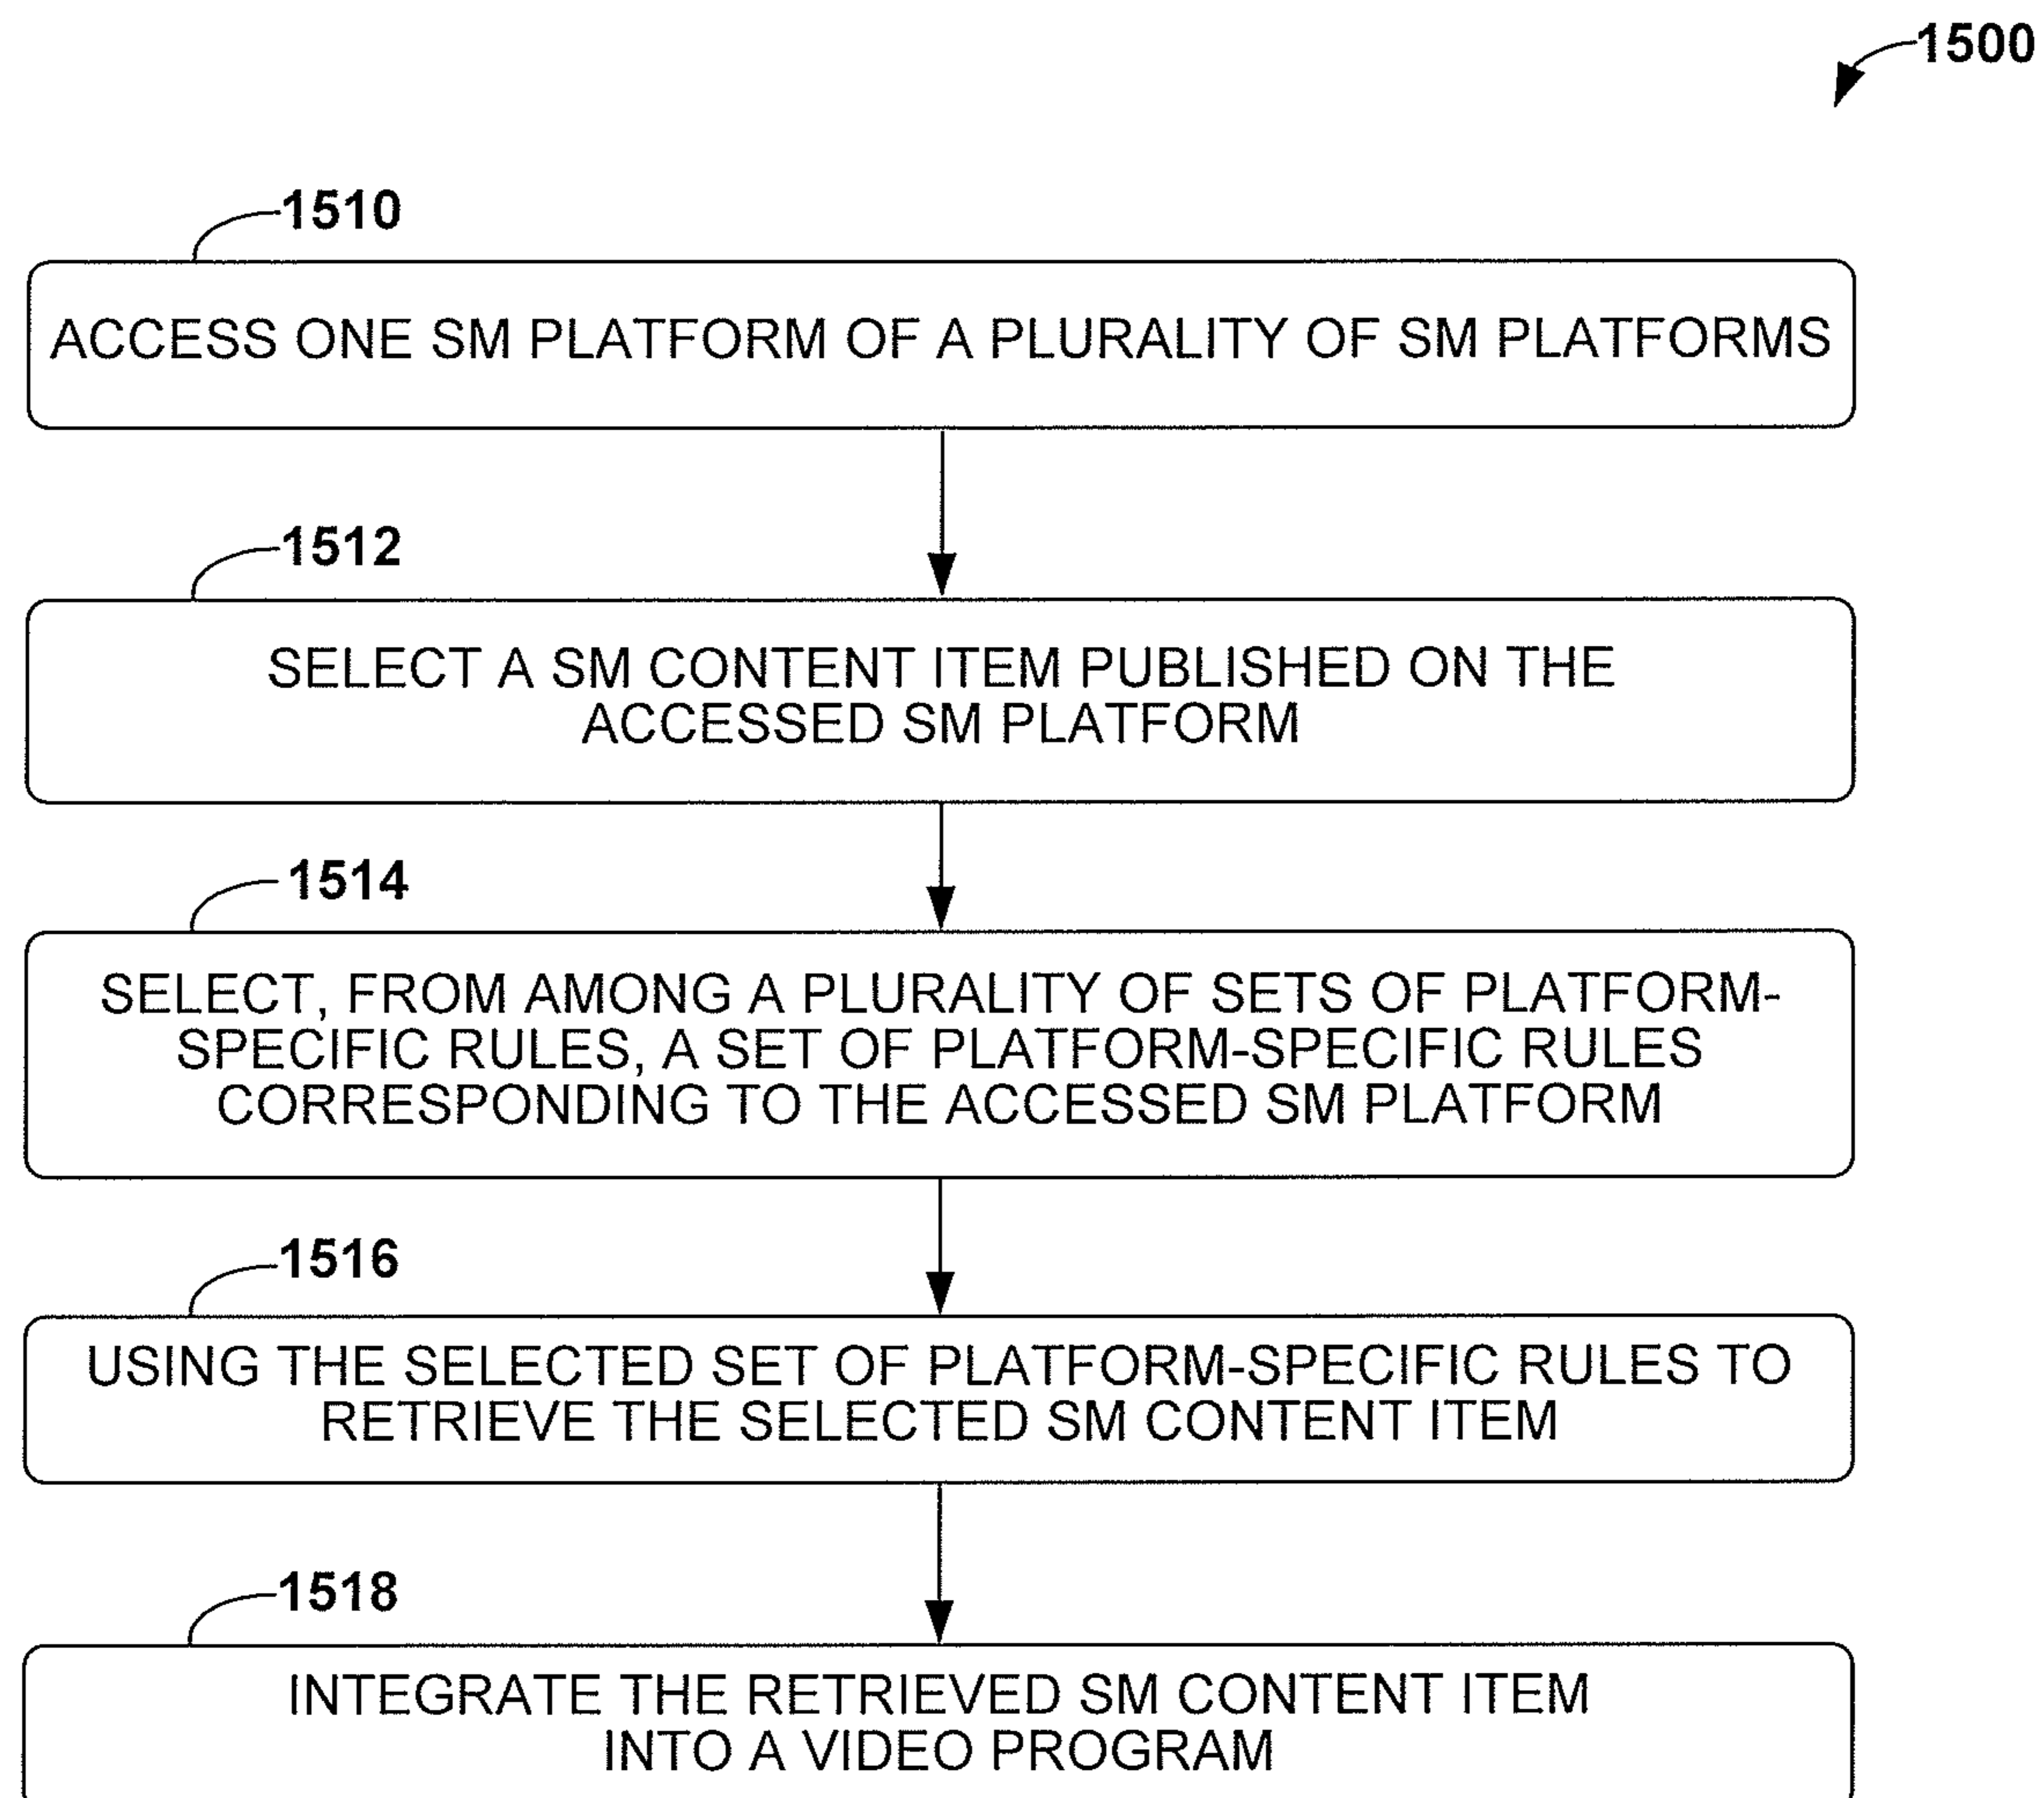 1500
1510
ACCESS ONE SM PLATFORM OF A PLURALITY OF SM PLATFORMS
1512
SELECT A SM CONTENT ITEM PUBLISHED ON THE
ACCESSED SM PLATFORM
1514
SELECT, FROM AMONG A PLURALITY OF SETS OF PLATFORM-
SPECIFIC RULES, A SET OF PLATFORM-SPECIFIC RULES
CORRESPONDING TO THE ACCESSED SM PLATFORM
1516
USING THE SELECTED SET OF PLATFORM-SPECIFIC RULES TO
RETRIEVE THE SELECTED SM CONTENT ITEM
1518
INTEGRATE THE RETRIEVED SM CONTENT ITEM
INTO A VIDEO PROGRAM